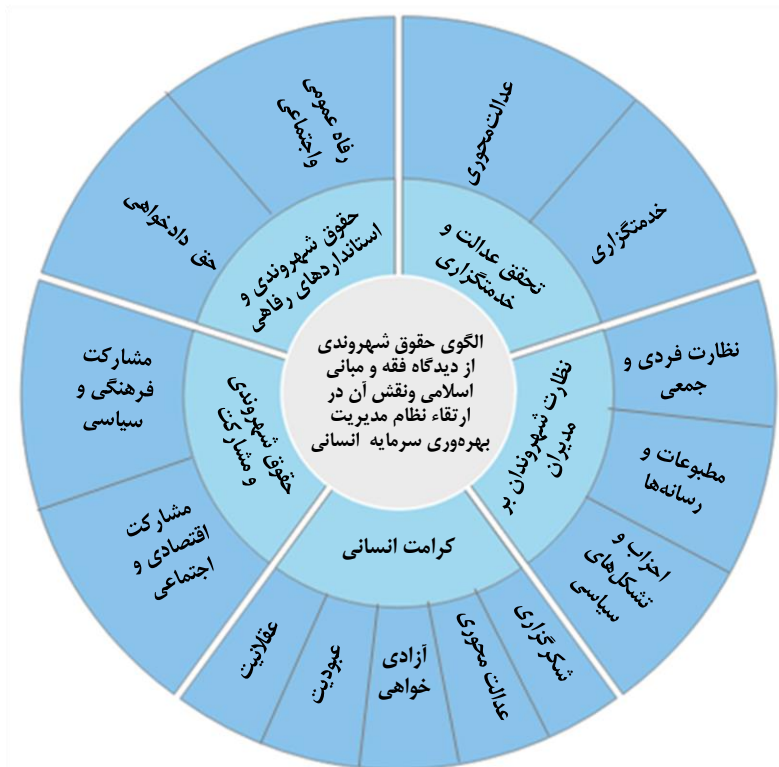 الگوی حقوق شهروندی
از دیدگاه فقه و مبانی
اسلامی ونقش آن در
ارتقاء نظام مدیریت
بهره‌وری سرمایه انسانی
تحقق عدالت و
خدمتگزاری
عدالت‌محوری
خدمتگزاری
نظارت شهروندان بر
مدیران
نظارت فردی و
جمعی
مطبوعات و
رسانه‌ها
احزاب و
تشکل‌های
سیاسی
کرامت انسانی
شکرگزاری
عدالت محوری
آزادی
خواهی
عبودیت
عقلانیت
حقوق شهروندی
و مشارکت
مشارکت
اقتصادی و
اجتماعی
مشارکت
فرهنگی و
سیاسی
حقوق شهروندی و
استانداردهای رفاهی
حق دادخواهی
رفاه عمومی
واجتماعی